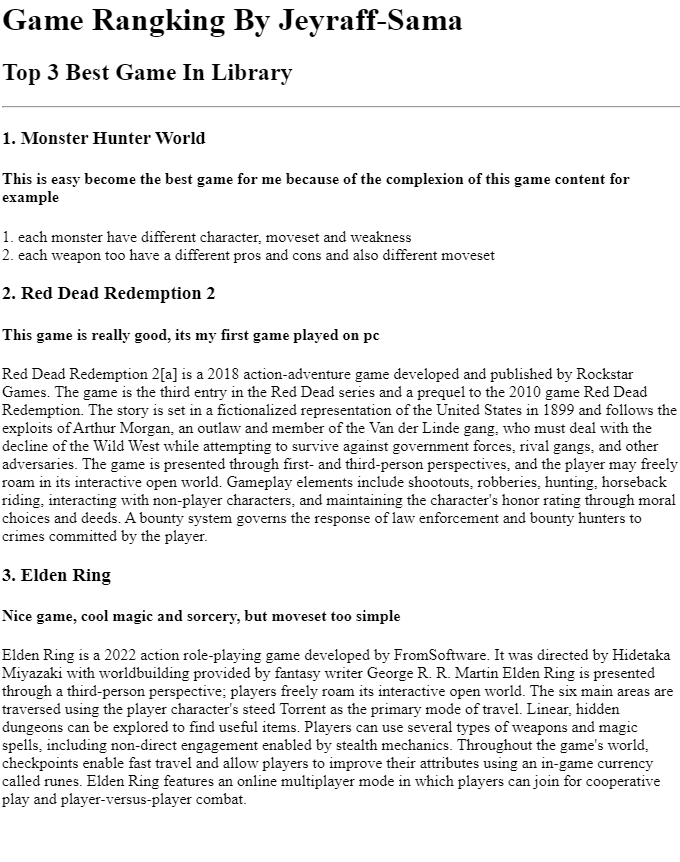 Game Rangking By Jeyraff-Sama
Top 3 Best Game In Library
1. Monster Hunter World
This is easy become the best game for me because of the complexion of this game content for
example
1. each monster have different character, moveset and weakness
2. each weapon too have a different pros and cons and also different moveset
2. Red Dead Redemption 2
This game is really good, its my first game played on pc
Red Dead Redemption 2[a] is a 2018 action-adventure game developed and published by Rockstar
Games. The game is the third entry in the Red Dead series and a prequel to the 2010 game Red Dead
Redemption. The story is set in a fictionalized representation of the United States in 1899 and follows the
exploits of Arthur Morgan, an outlaw and member of the Van der Linde gang, who must deal with the
decline of the Wild West while attempting to survive against government forces, rival gangs, and other
adversaries. The game is presented through first- and third-person perspectives, and the player may freely
roam in its interactive open world. Gameplay elements include shootouts, robberies, hunting, horseback
riding, interacting with non-player characters, and maintaining the character's honor rating through moral
choices and deeds. A bounty system governs the response of law enforcement and bounty hunters to
crimes committed by the player.
3. Elden Ring
Nice game, cool magic and sorcery, but moveset too simple
Elden Ring is a 2022 action role-playing game developed by FromSoftware. It was directed by Hidetaka
Miyazaki with worldbuilding provided by fantasy writer George R. R. Martin Elden Ring is presented
through a third-person perspective; players freely roam its interactive open world. The six main areas are
traversed using the player character's steed Torrent as the primary mode of travel. Linear, hidden
dungeons can be explored to find useful items. Players can use several types of weapons and magic
spells, including non-direct engagement enabled by stealth mechanics. Throughout the game's world,
checkpoints enable fast travel and allow players to improve their attributes using an in-game currency
called runes. Elden Ring features an online multiplayer mode in which players can join for cooperative
play and player-versus-player combat.